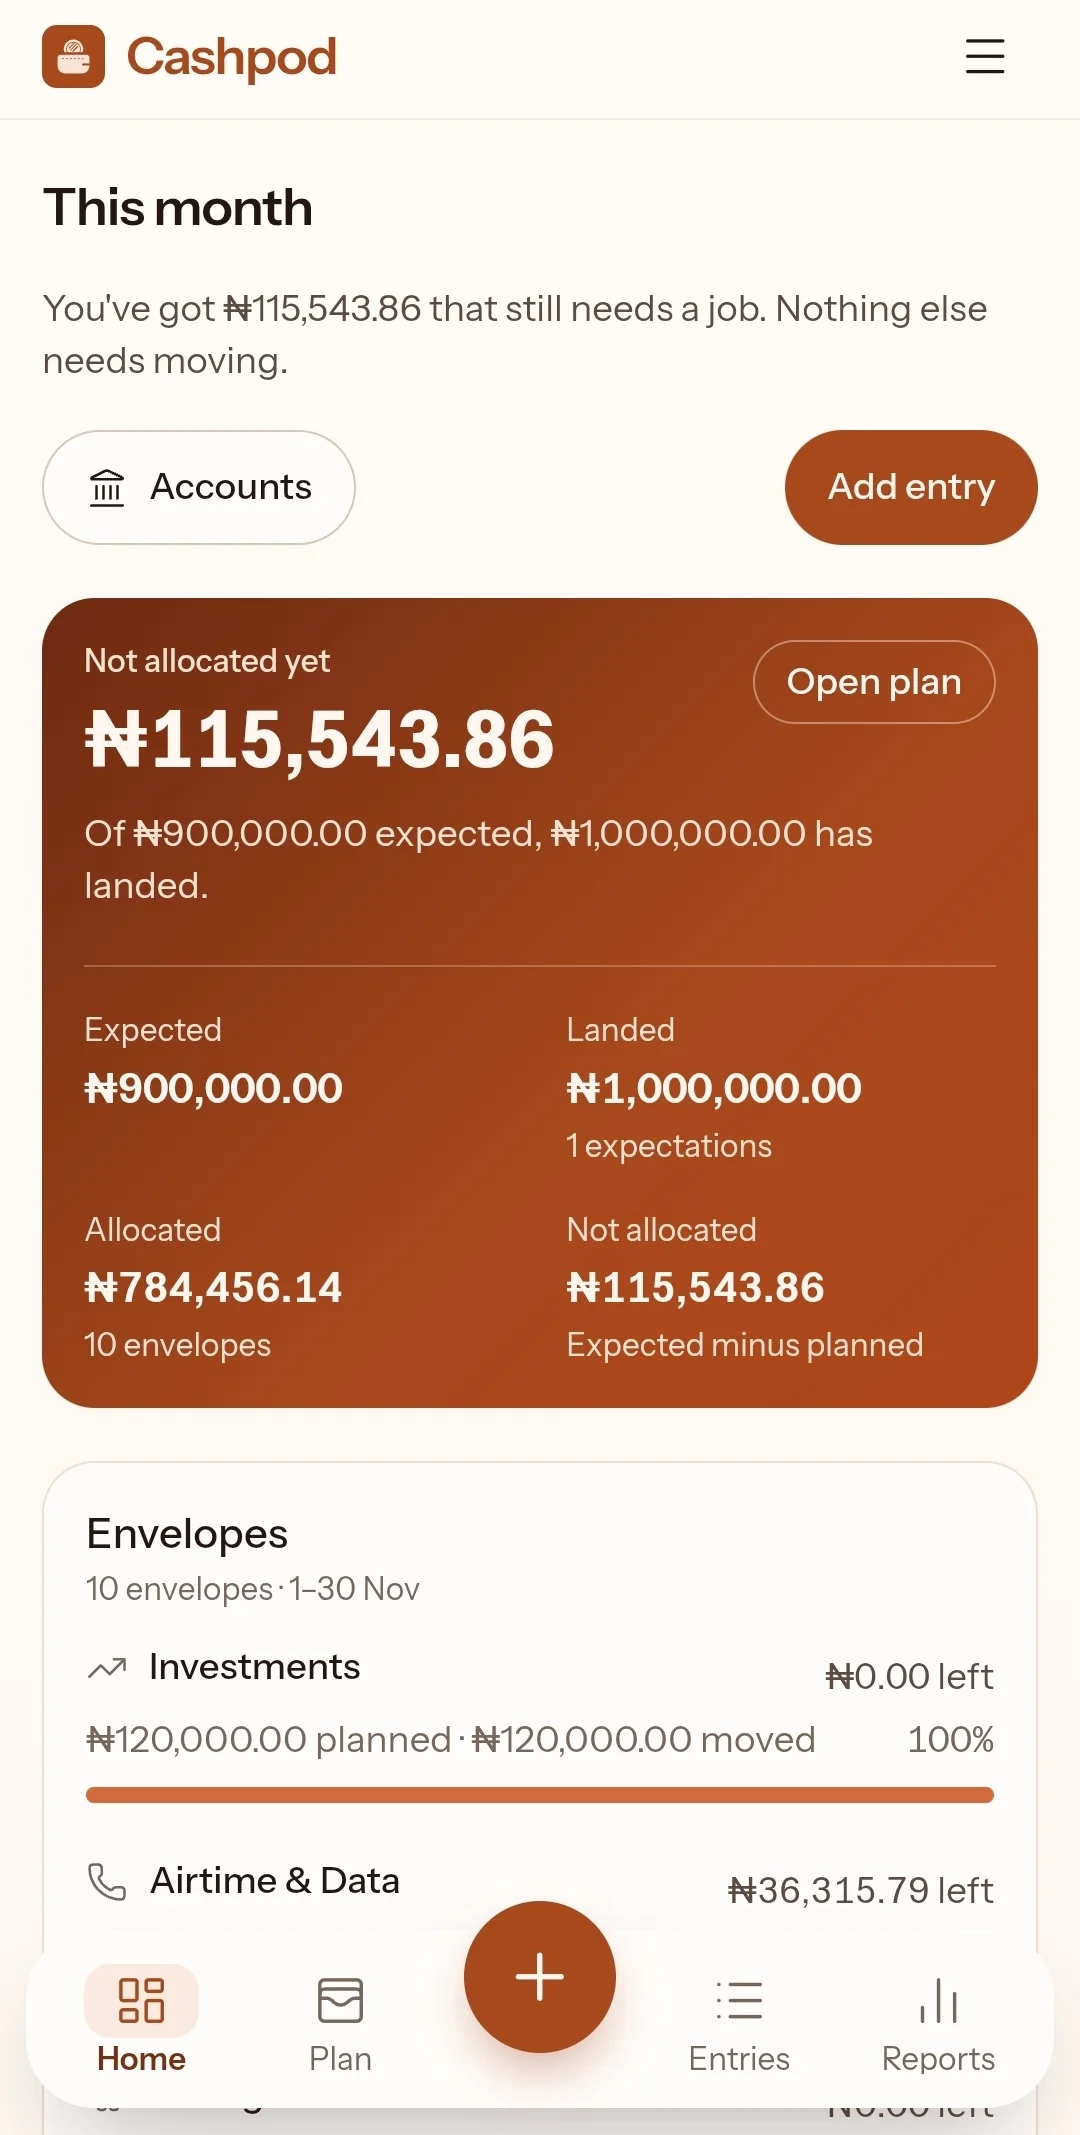 Cashpod
This month
You've got ₦115,543.86 that still needs a job. Nothing else
needs moving.
Accounts
Add entry
Not allocated yet
Open plan
₦115,543.86
Of ₦900,000.00 expected, ₦1,000,000.00 has
landed.
Expected
Landed
₦900,000.00
₦1,000,000.00
1 expectations
Allocated
Not allocated
₦784,456.14
₦115,543.86
10 envelopes
Expected minus planned
Envelopes
10 envelopes · 1–30 Nov
Investments
₦0.00 left
₦120,000.00 planned · ₦120,000.00 moved
100%
Airtime & Data
₦36,315.79 left
Home
Plan
Entries
Reports
₦0.00 left